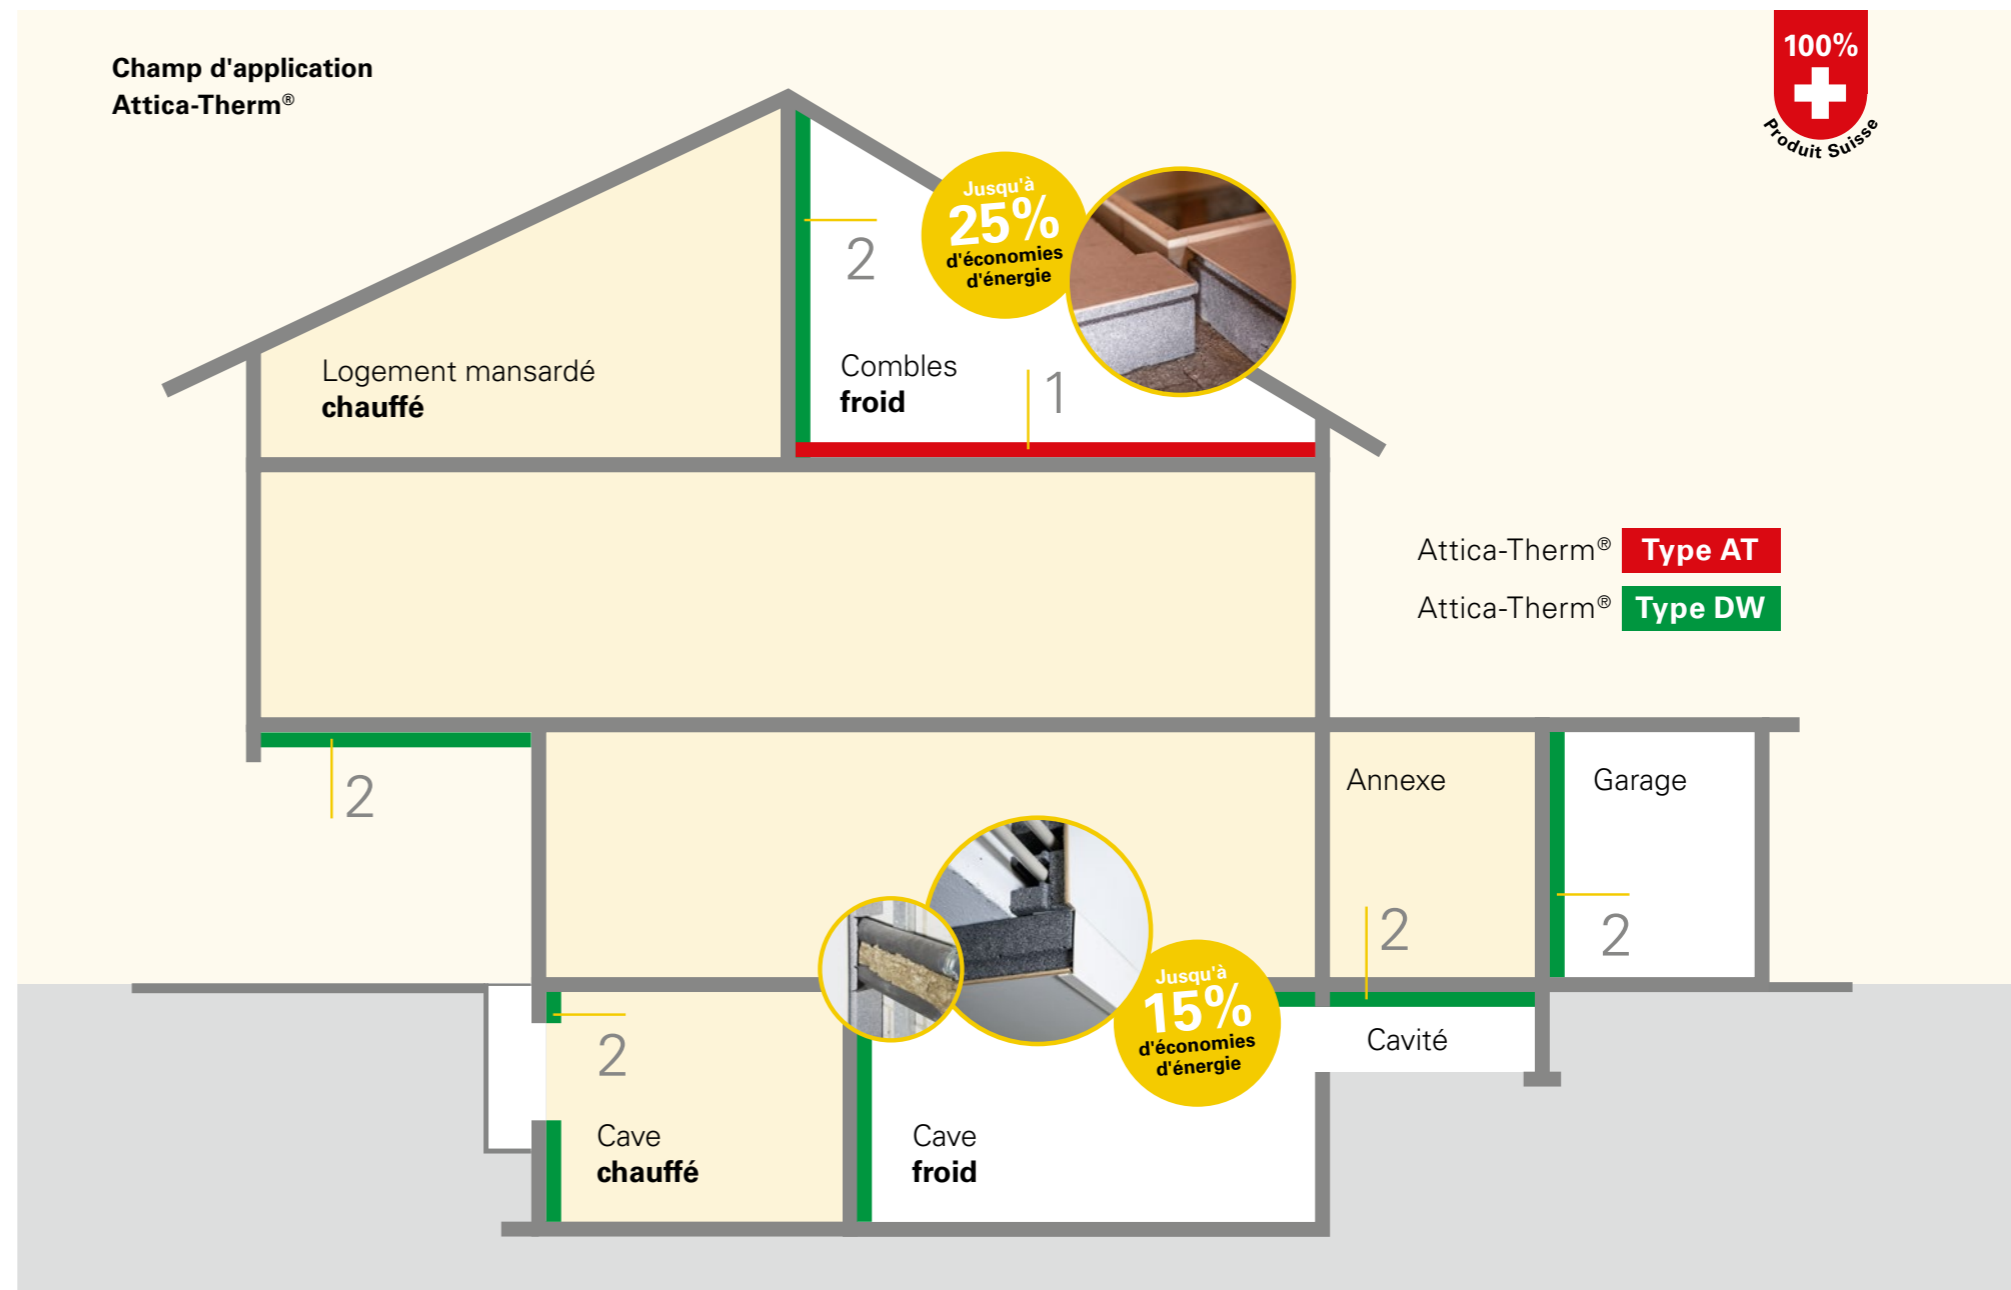 Champ d'application
Attica-Therm®
100%
Produit Suisse
Jusqu'à
25%
d'économies
d'énergie
2
Logement mansardé
chauffé
Combles
froid
1
Attica-Therm® Type AT
Attica-Therm® Type DW
2
Annexe
Garage
2
2
Jusqu'à
15%
d'économies
d'énergie
2
Cavité
Cave
chauffé
Cave
froid